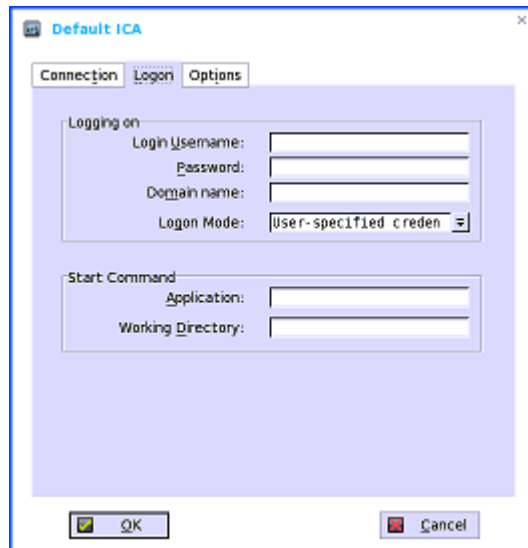 Default ICA
Connection Logon Options
Logging on
Login Username:
Password:
Domain name:
Logon Mode: User-specified creden
Start Command
Application:
Working Directory:
OK Cancel